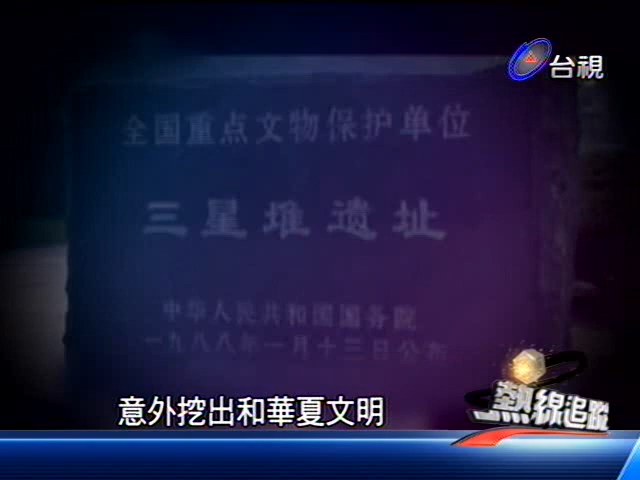 台視
全国重点文物保护单位
三星堆遗址
中华人民共和国国务院
一九八八年一月十三日公布
意外挖出和華夏文明
熱線追蹤